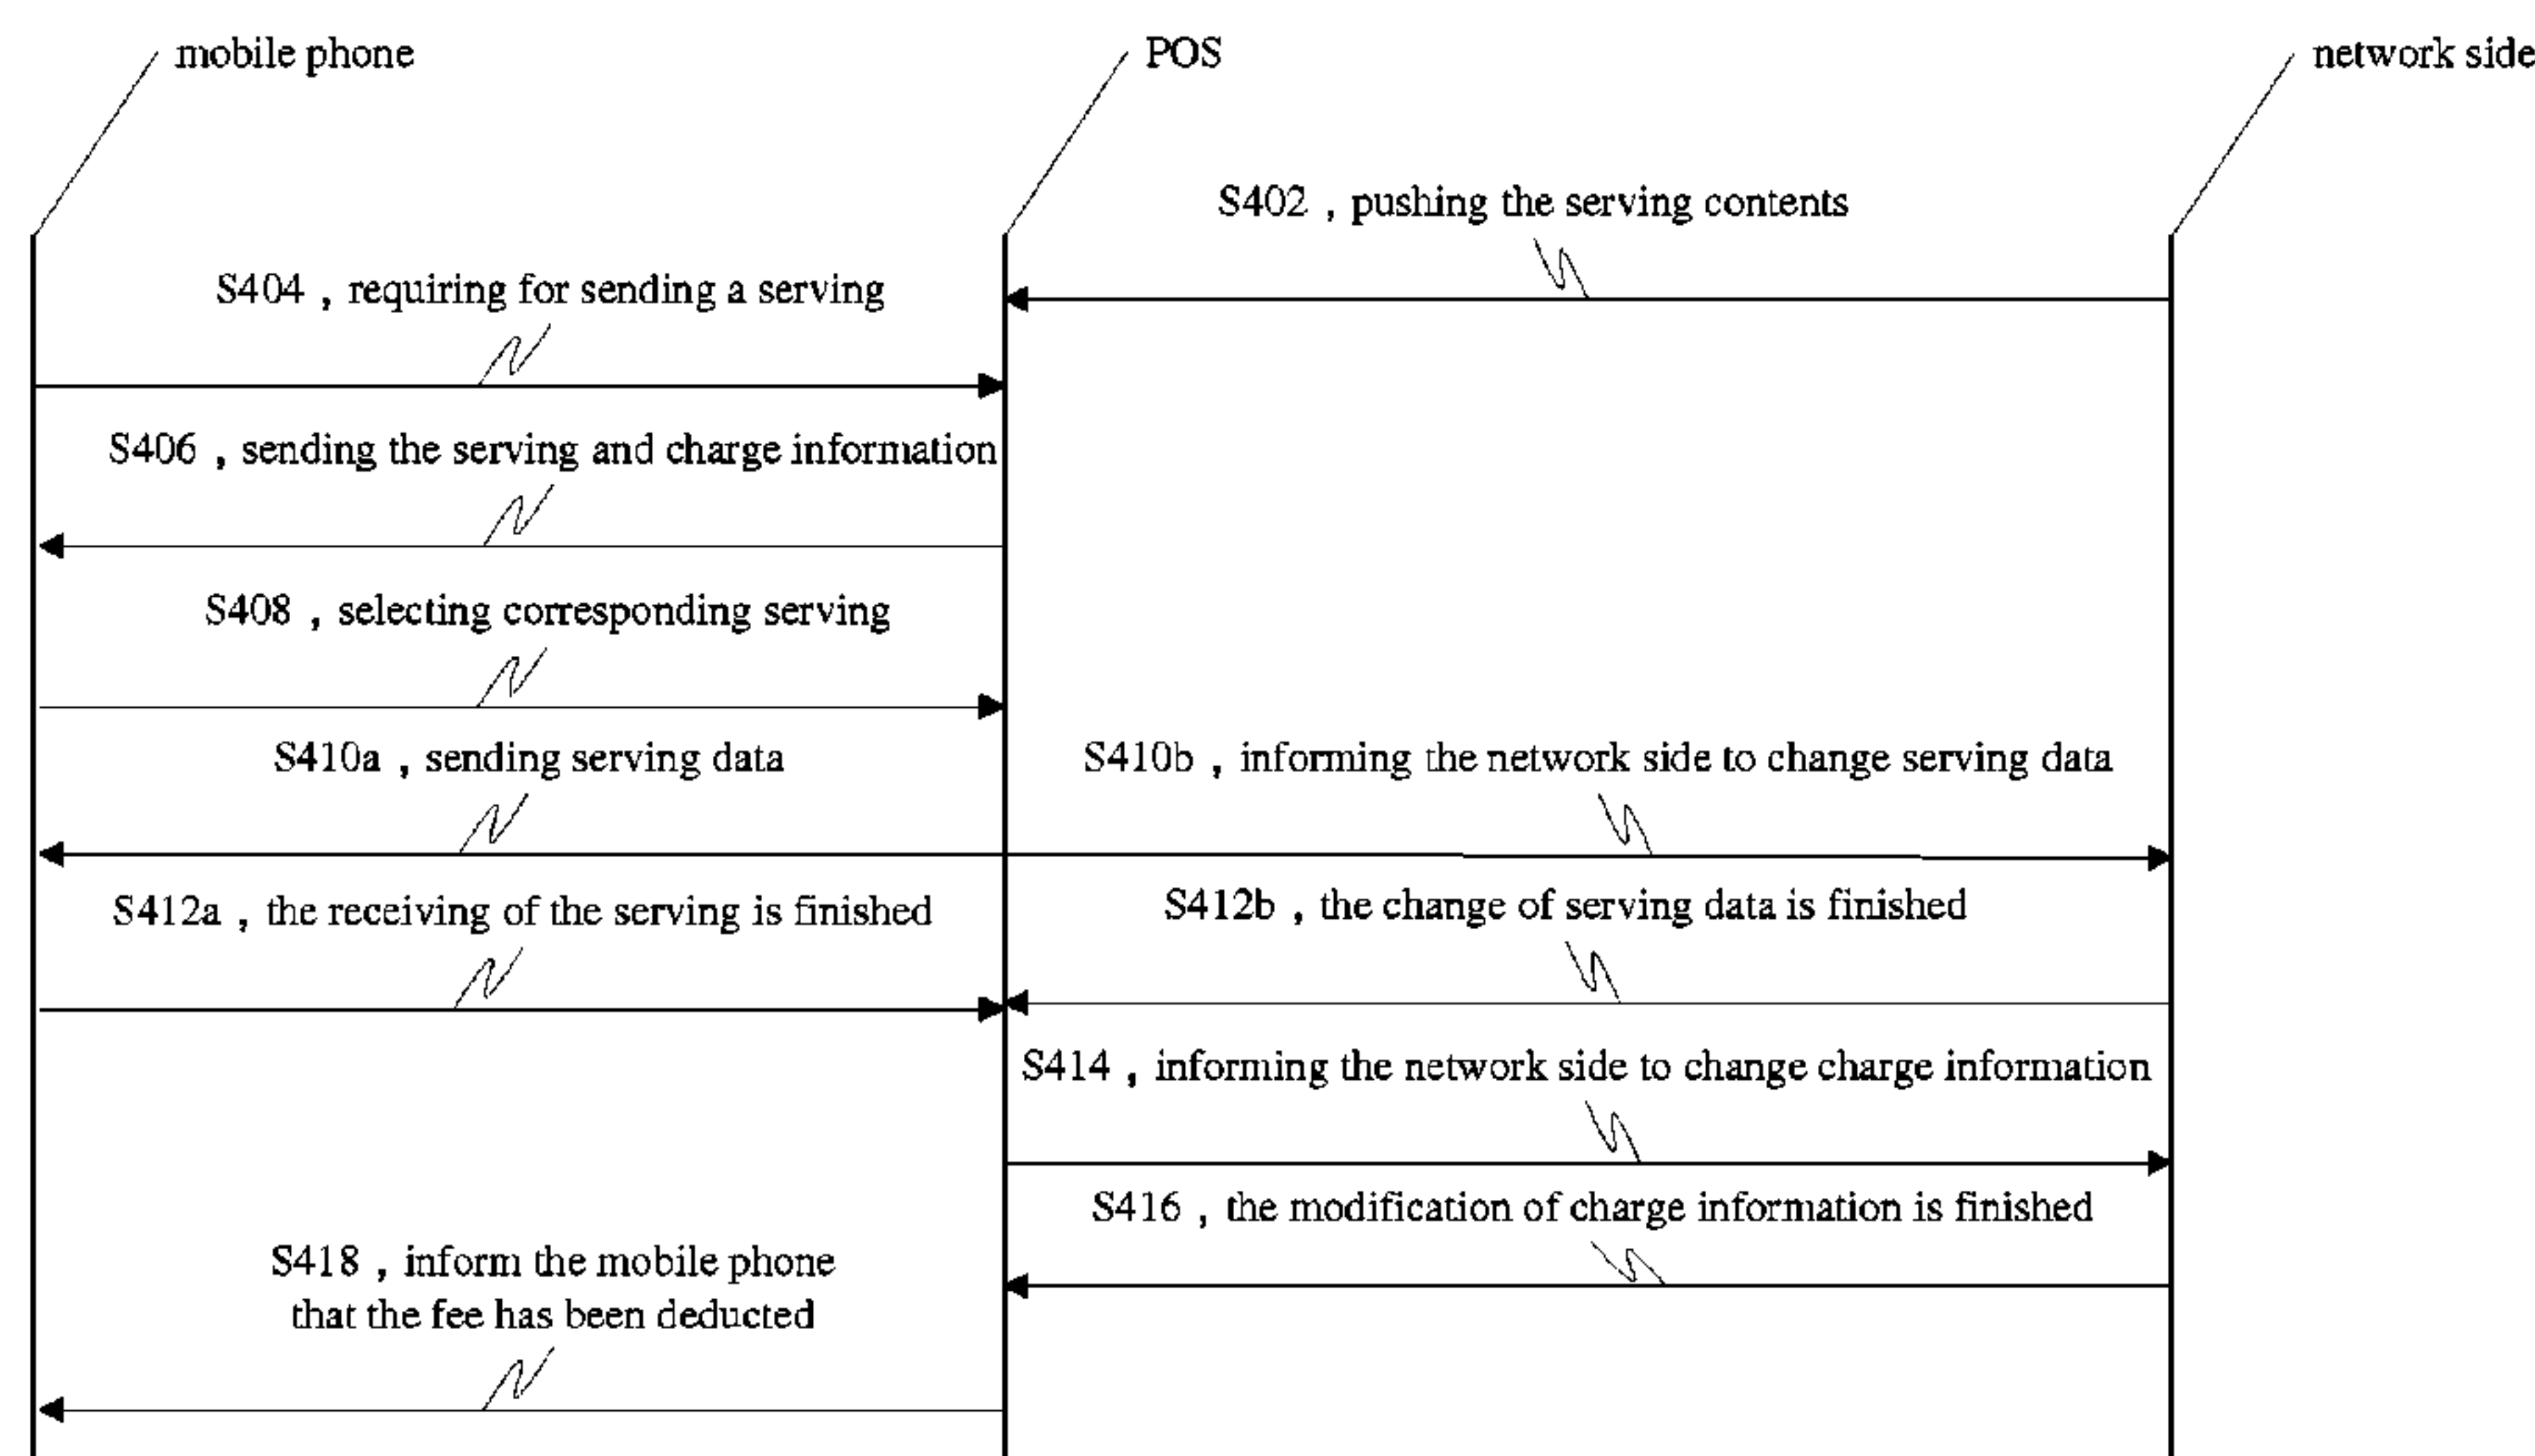 mobile phone
POS
network side
S402 , pushing the serving contents
S404 , requiring for sending a serving
S406 , sending the serving and charge information
S408 , selecting corresponding serving
S410a , sending serving data
S410b , informing the network side to change serving data
S412a , the receiving of the serving is finished
S412b , the change of serving data is finished
S414 , informing the network side to change charge information
S416 , the modification of charge information is finished
S418 , inform the mobile phone
that the fee has been deducted